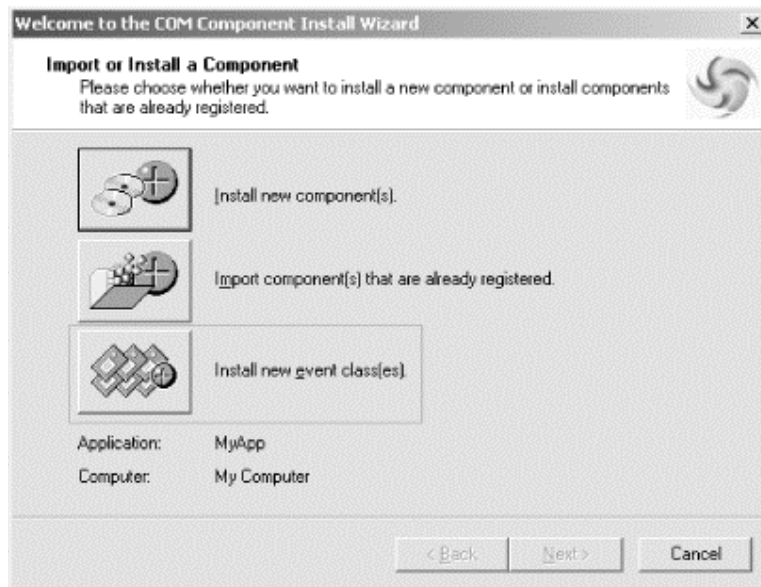 Welcome to the COM Component Install Wizard
Import or Install a Component
Please choose whether you want to install a new component or install components
that are already registered.
Install new component(s).
Import component(s) that are already registered.
Install new event class(es).
Application: MyApp
Computer: My Computer
< Back Next > Cancel